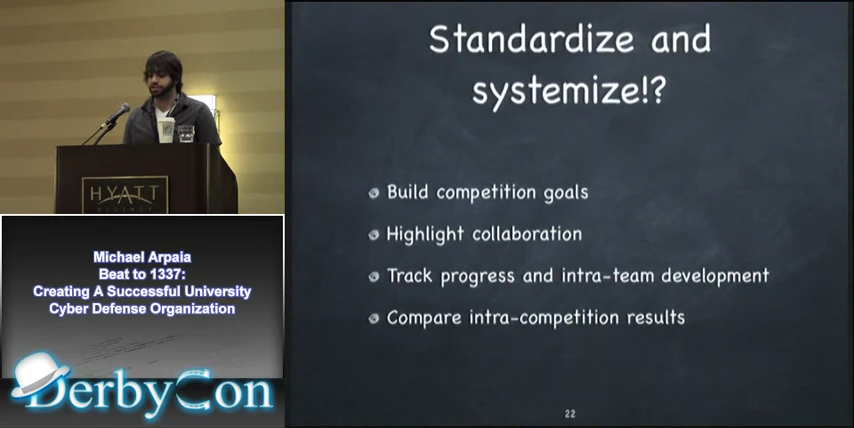 HYATT
Michael Arpaia
Beat to 1337:
Creating A Successful University
Cyber Defense Organization
DerbyCon
Standardize and
systemize!?
Build competition goals
Highlight collaboration
Track progress and intra-team development
Compare intra-competition results
22